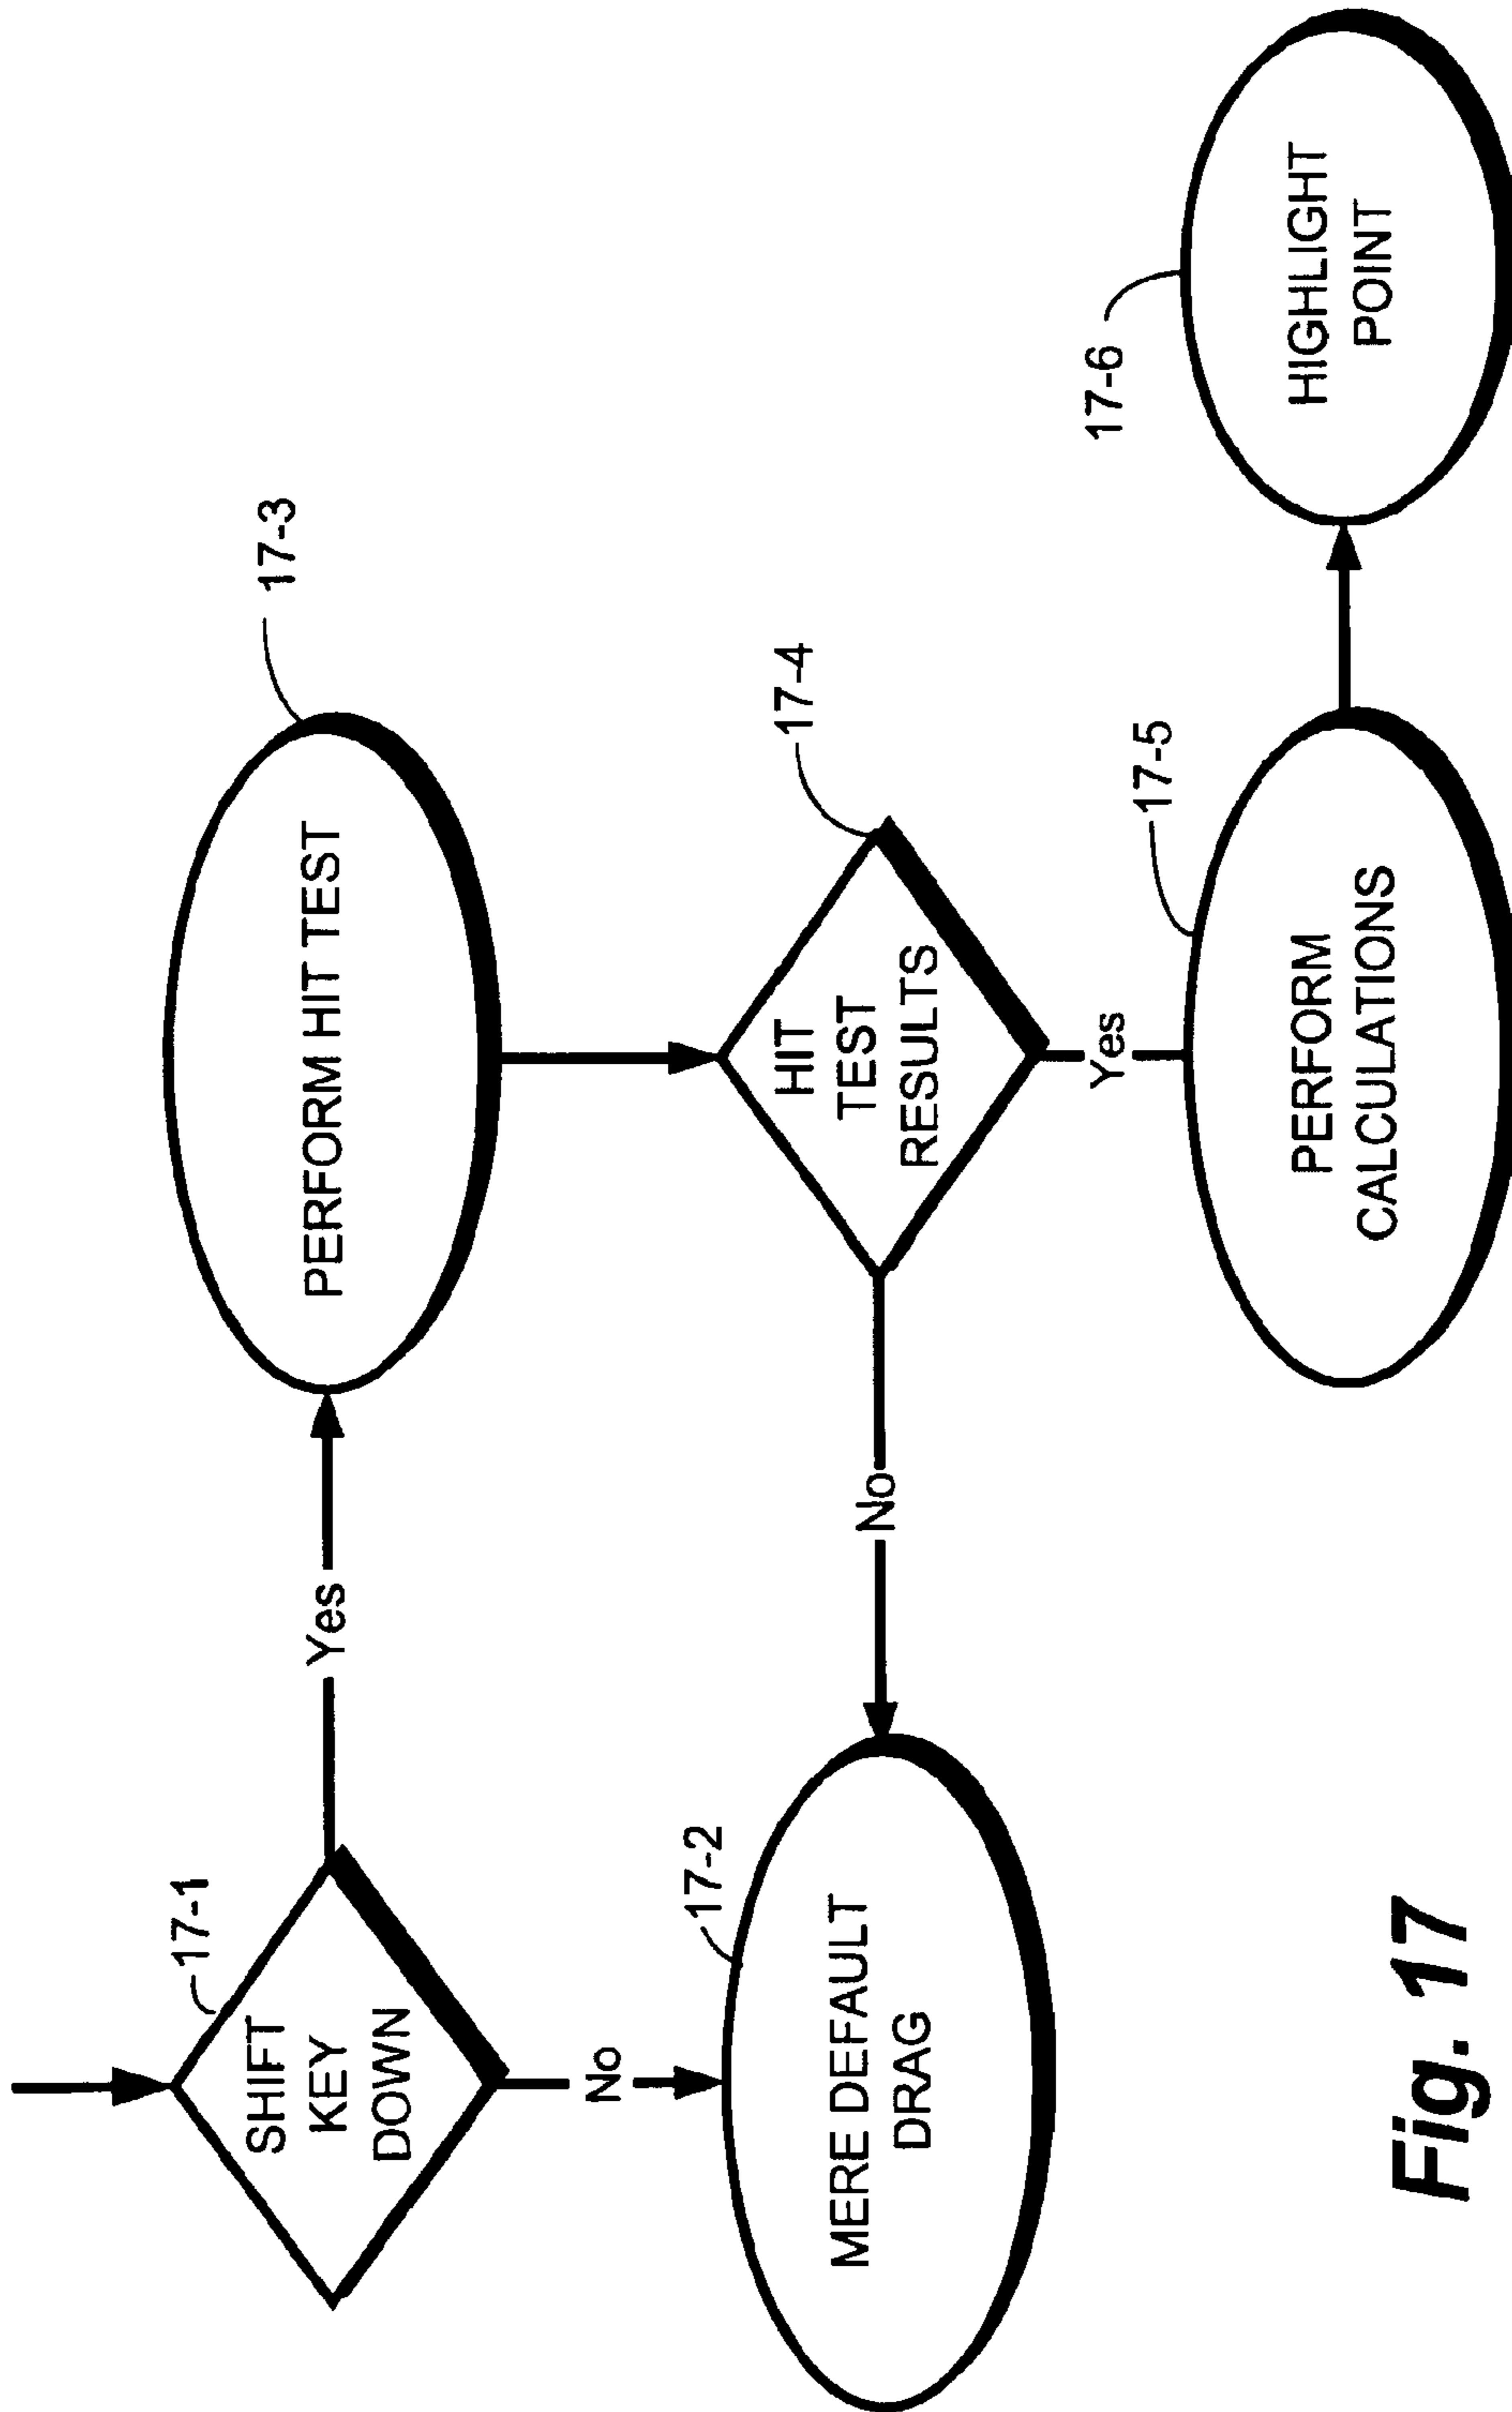 17-1
SHIFT
KEY
DOWN
Yes
PERFORM HIT TEST
17-3
No
17-2
MERE DEFAULT
DRAG
No
HIT
TEST
RESULTS
17-4
Yes
17-5
PERFORM
CALCULATIONS
17-6
HIGHLIGHT
POINT
Fig. 17